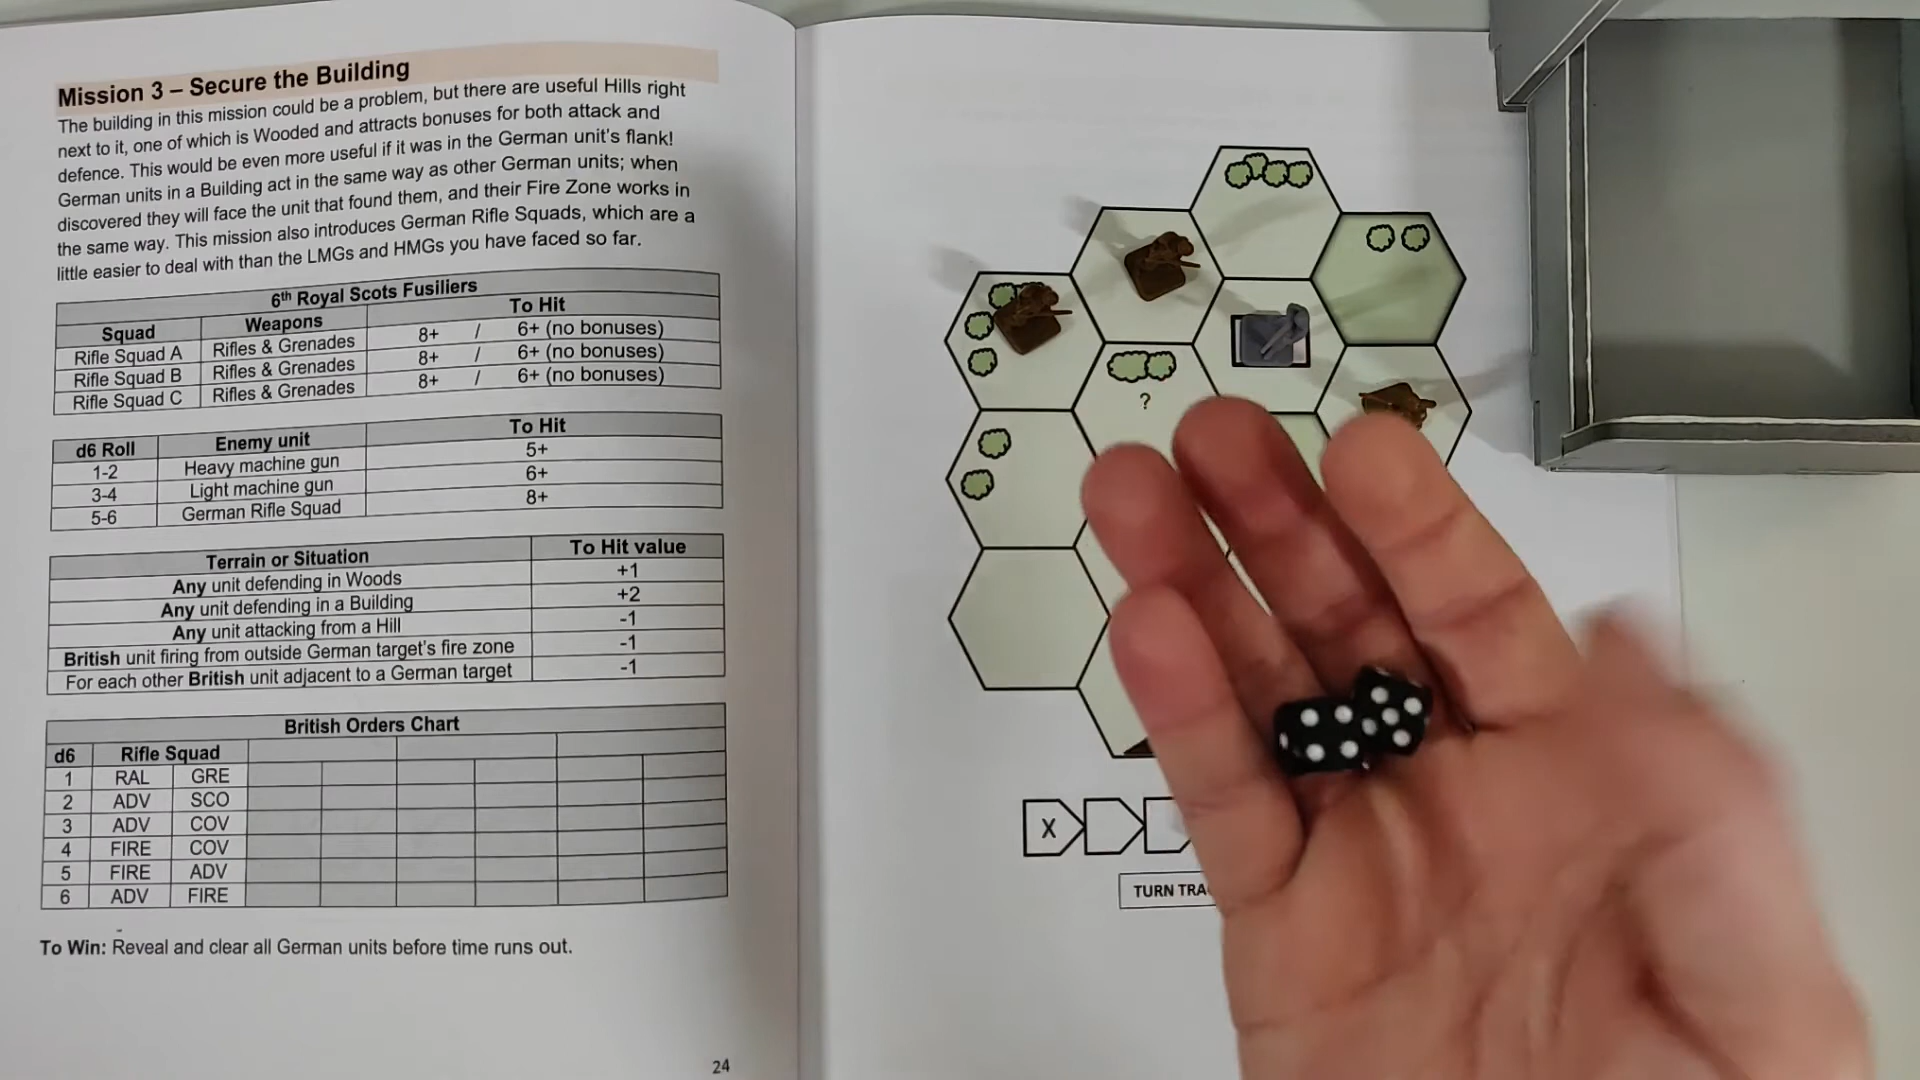 Mission 3 – Secure the Building
The building in this mission could be a problem, but there are useful Hills right
next to it, one of which is Wooded and attracts bonuses for both attack and
defence. This would be even more useful if it was in the German unit's flank!
German units in a Building act in the same way as other German units; when
discovered they will face the unit that found them, and their Fire Zone works in
the same way. This mission also introduces German Rifle Squads, which are a
little easier to deal with than the LMGs and HMGs you have faced so far.
6th Royal Scots Fusiliers
Squad Weapons To Hit
Rifle Squad A Rifles & Grenades 8+ / 6+ (no bonuses)
Rifle Squad B Rifles & Grenades 8+ / 6+ (no bonuses)
Rifle Squad C Rifles & Grenades 8+ / 6+ (no bonuses)
d6 Roll Enemy unit To Hit
1-2 Heavy machine gun 5+
3-4 Light machine gun 6+
5-6 German Rifle Squad 8+
Terrain or Situation To Hit value
Any unit defending in Woods +1
Any unit defending in a Building +2
Any unit attacking from a Hill -1
British unit firing from outside German target's fire zone -1
For each other British unit adjacent to a German target -1
British Orders Chart
d6 Rifle Squad
1 RAL GRE
2 ADV SCO
3 ADV COV
4 FIRE COV
5 FIRE ADV
6 ADV FIRE
To Win: Reveal and clear all German units before time runs out.
24
?
X
TURN